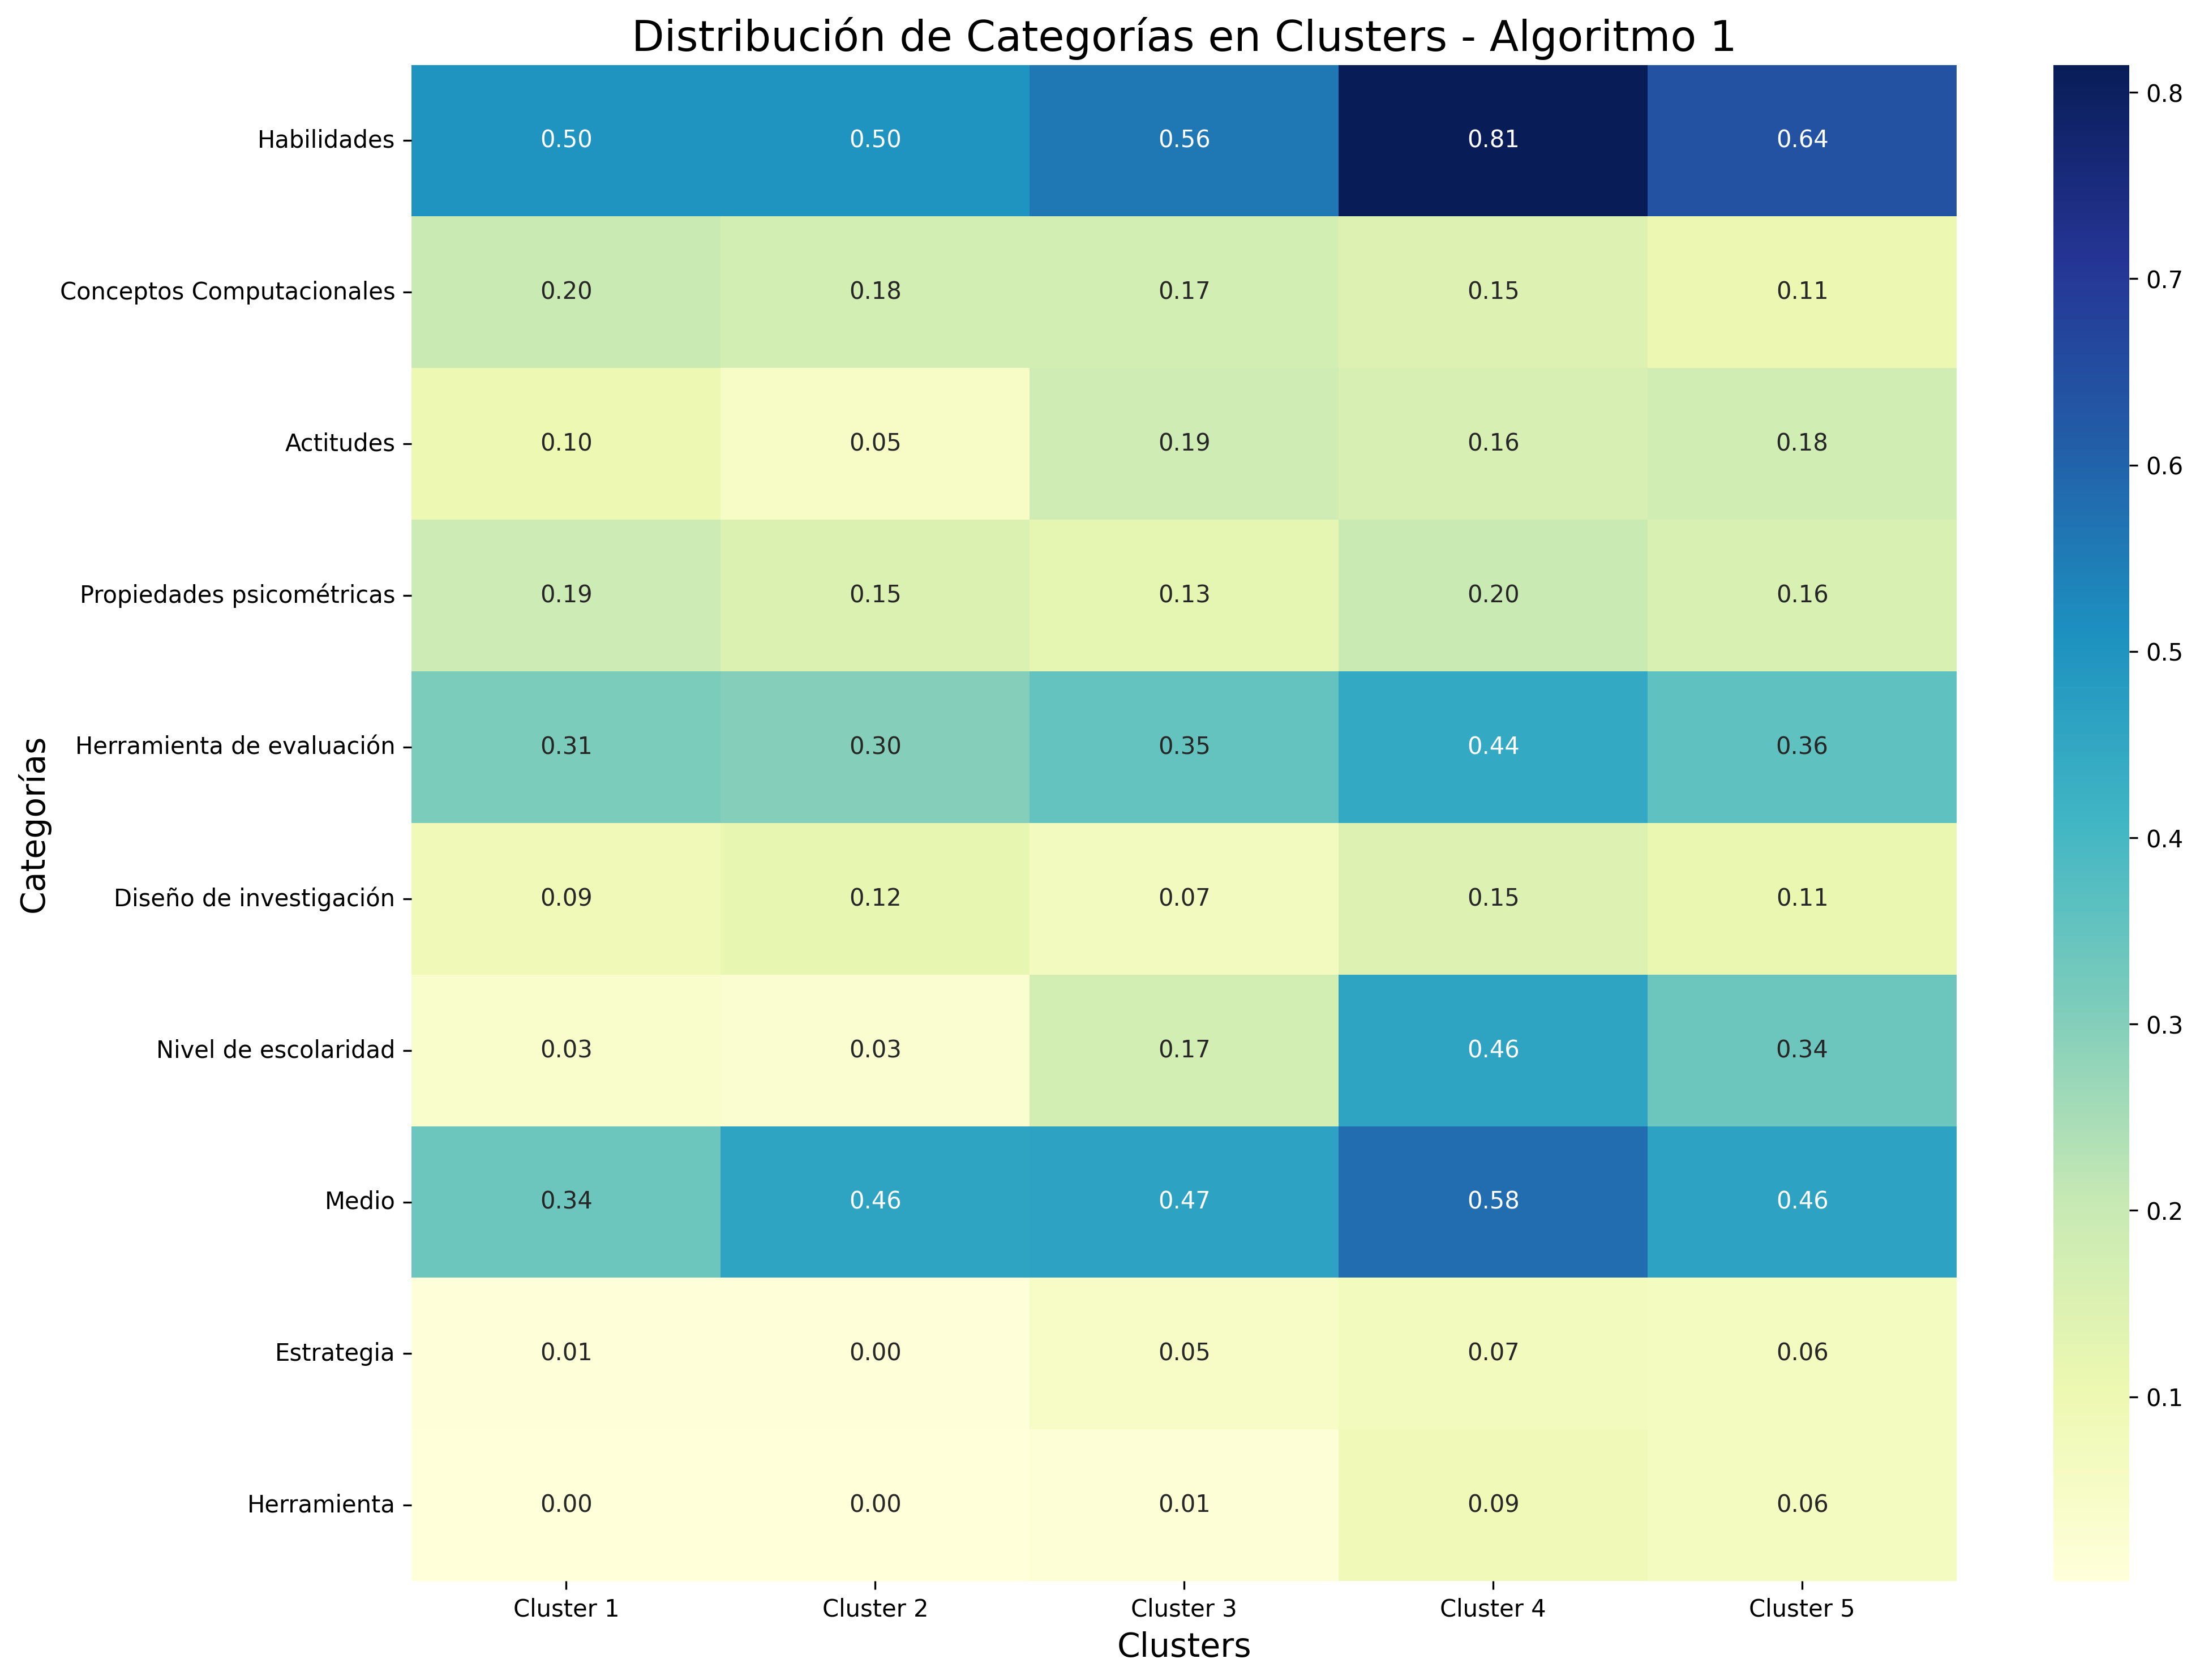 Distribución de Categorías en Clusters - Algoritmo 1
Categorías
Habilidades 0.50 0.50 0.56 0.81 0.64
Conceptos Computacionales 0.20 0.18 0.17 0.15 0.11
Actitudes 0.10 0.05 0.19 0.16 0.18
Propiedades psicométricas 0.19 0.15 0.13 0.20 0.16
Herramienta de evaluación 0.31 0.30 0.35 0.44 0.36
Diseño de investigación 0.09 0.12 0.07 0.15 0.11
Nivel de escolaridad 0.03 0.03 0.17 0.46 0.34
Medio 0.34 0.46 0.47 0.58 0.46
Estrategia 0.01 0.00 0.05 0.07 0.06
Herramienta 0.00 0.00 0.01 0.09 0.06
Cluster 1 Cluster 2 Cluster 3 Cluster 4 Cluster 5
Clusters
0.8
0.7
0.6
0.5
0.4
0.3
0.2
0.1